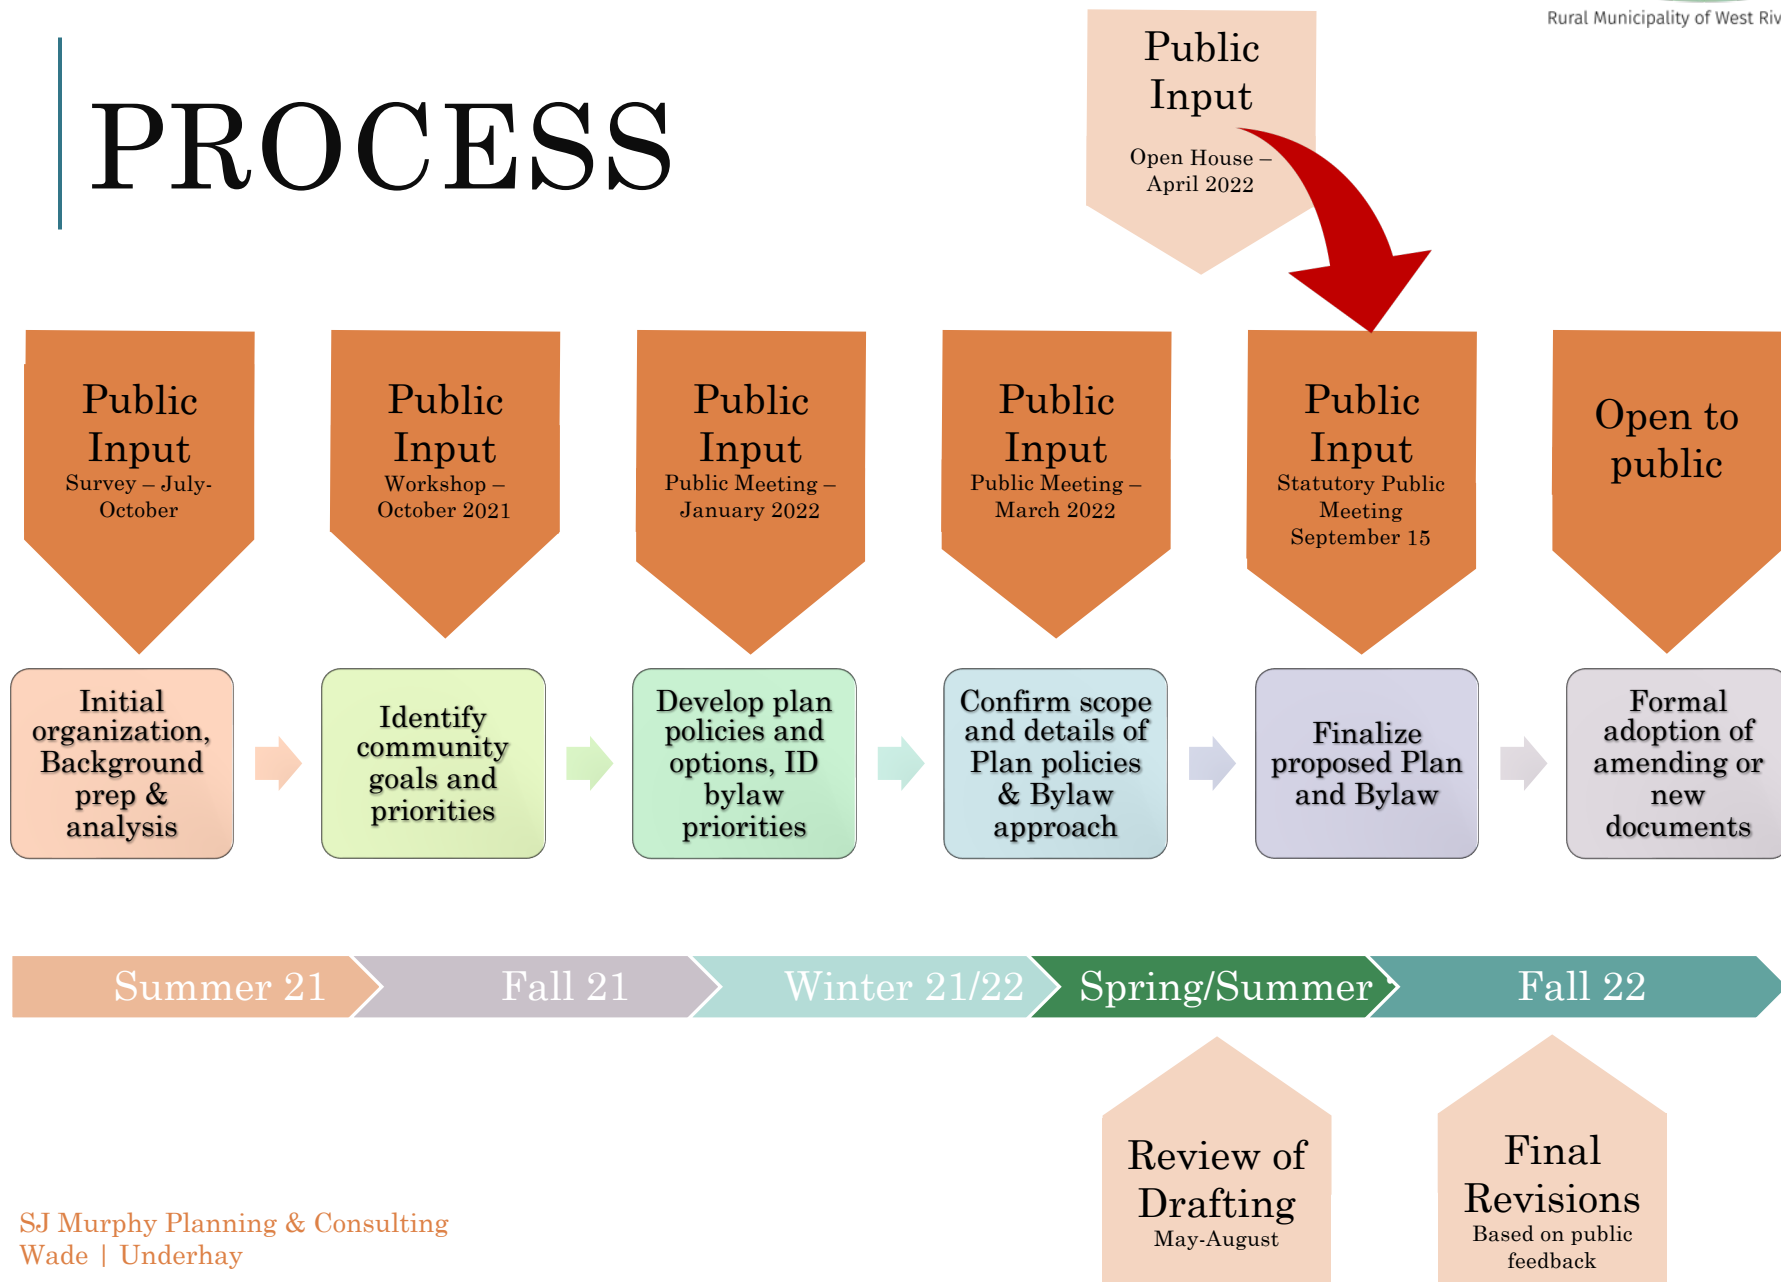 Rural Municipality of West Riv
PROCESS
Public
Input
Open House –
April 2022
Public
Input
Survey – July-
October
Public
Input
Workshop –
October 2021
Public
Input
Public Meeting –
January 2022
Public
Input
Public Meeting –
March 2022
Public
Input
Statutory Public
Meeting
September 15
Open to
public
Initial
organization,
Background
prep &
analysis
Identify
community
goals and
priorities
Develop plan
policies and
options, ID
bylaw
priorities
Confirm scope
and details of
Plan policies
& Bylaw
approach
Finalize
proposed Plan
and Bylaw
Formal
adoption of
amending or
new
documents
Summer 21
Fall 21
Winter 21/22
Spring/Summer
Fall 22
Review of
Drafting
May-August
Final
Revisions
Based on public
feedback
SJ Murphy Planning & Consulting
Wade | Underhay